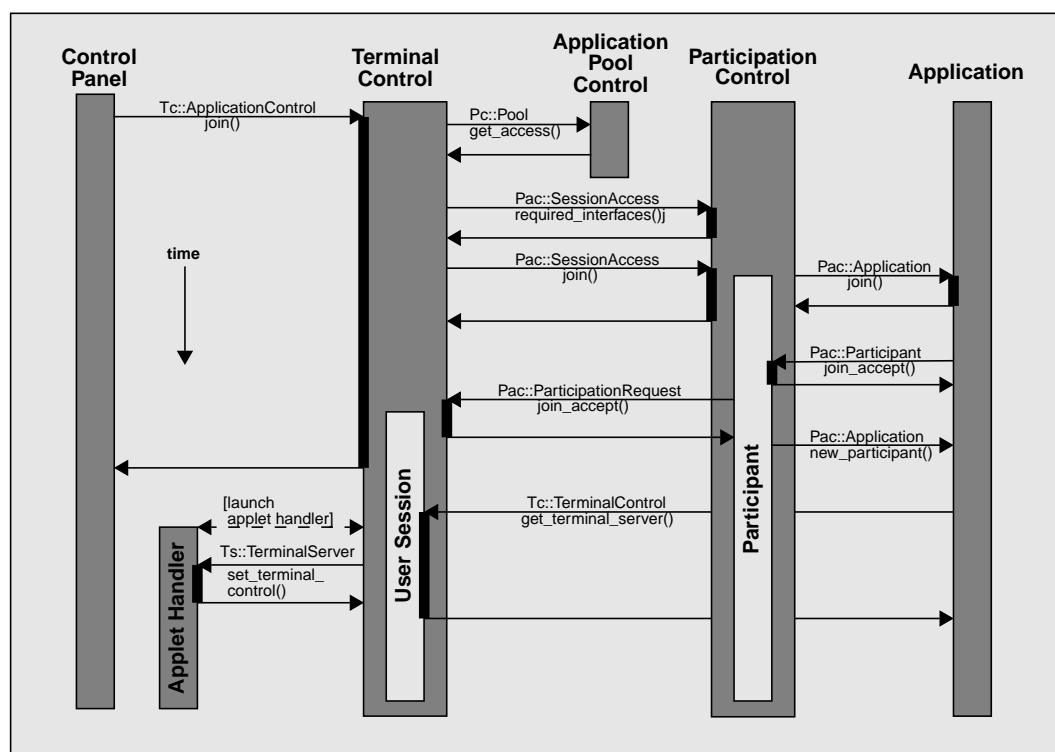 Control
Panel
Terminal
Control
Application
Pool
Control
Participation
Control
Application
Tc::ApplicationControl
join()
Pc::Pool
get_access()
Pac::SessionAccess
required_interfaces()j
time
Pac::SessionAccess
join()
Pac::Application
join()
Pac::Participant
join_accept()
Pac::ParticipationRequest
join_accept()
Pac::Application
new_participant()
[launch
applet handler]
Tc::TerminalControl
get_terminal_server()
Ts::TerminalServer
set_terminal_
control()
Applet Handler
User Session
Participant